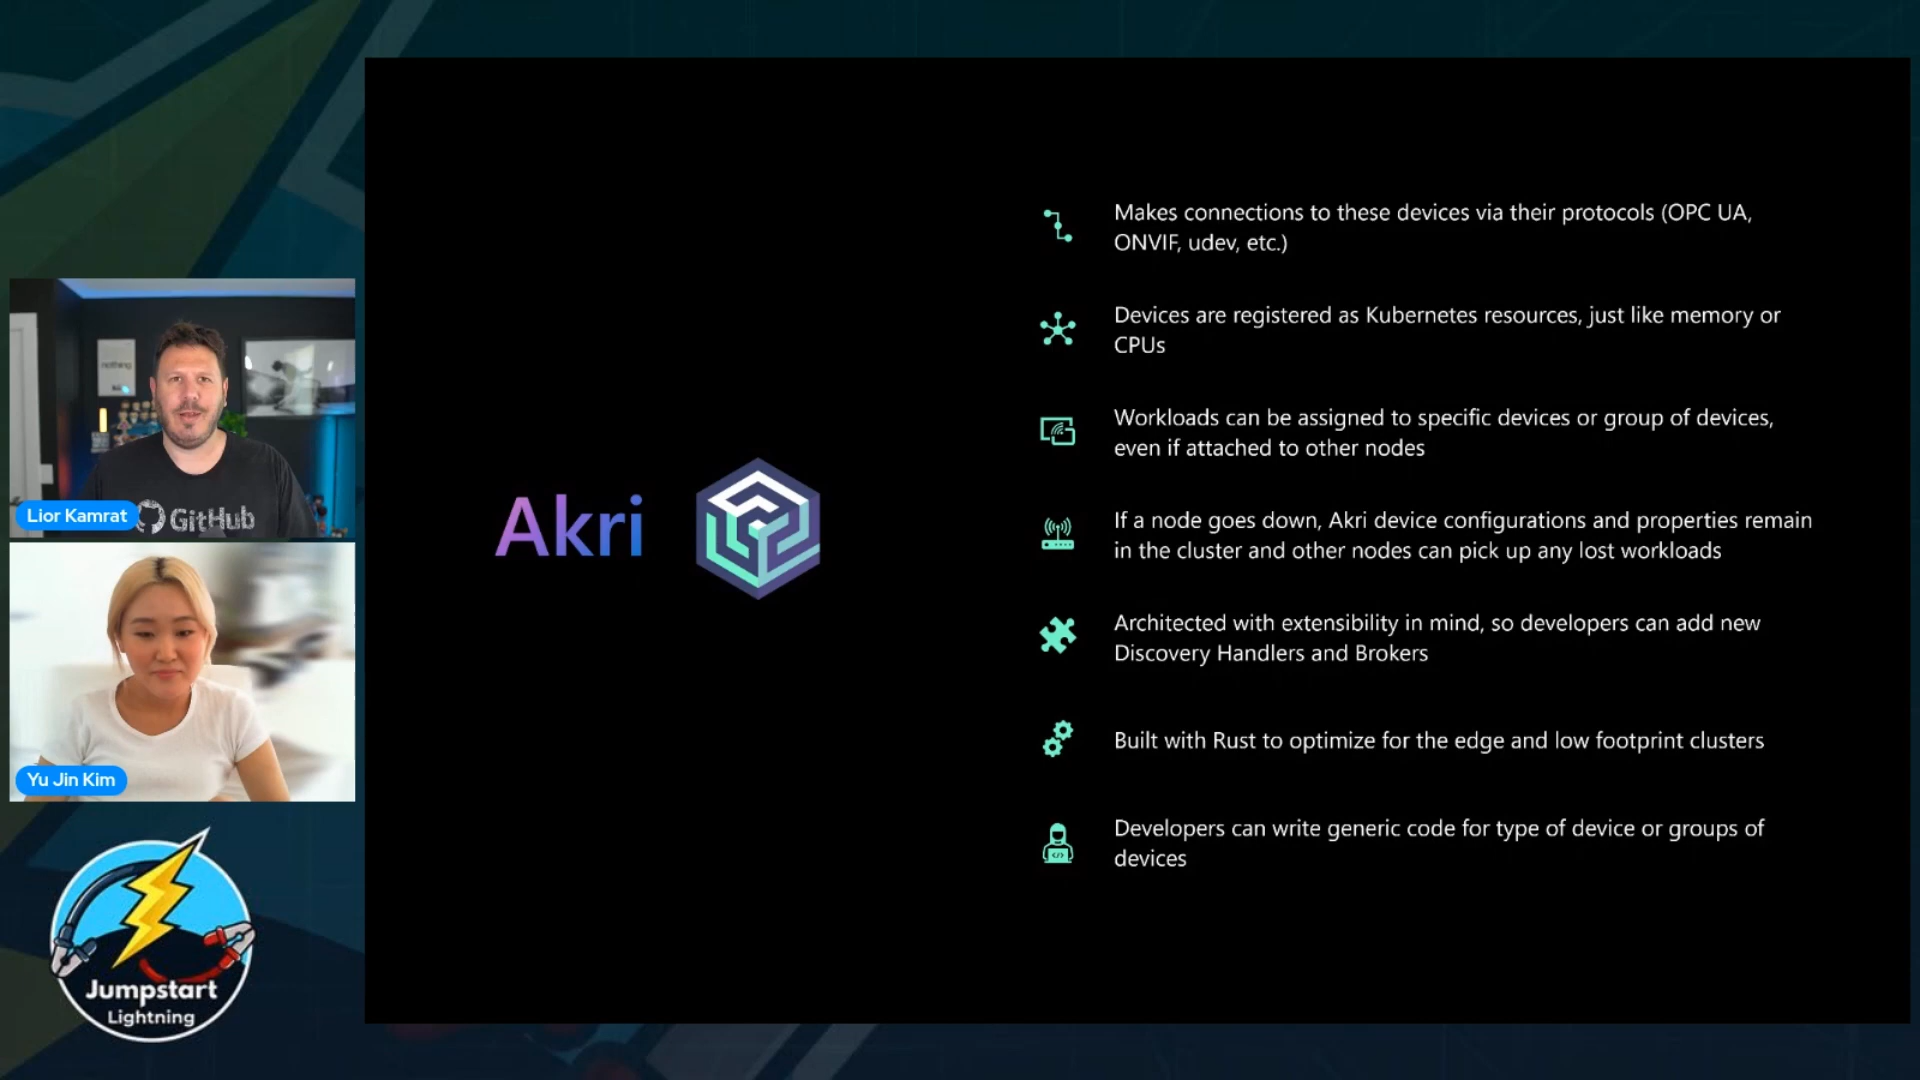 Makes connections to these devices via their protocols (OPC UA,
ONVIF, udev, etc.)
Devices are registered as Kubernetes resources, just like memory or
CPUs
Workloads can be assigned to specific devices or group of devices,
even if attached to other nodes
Akri
If a node goes down, Akri device configurations and properties remain
in the cluster and other nodes can pick up any lost workloads
Architected with extensibility in mind, so developers can add new
Discovery Handlers and Brokers
Built with Rust to optimize for the edge and low footprint clusters
Developers can write generic code for type of device or groups of
devices
nothing
Lior Kamrat
GitHub
Yu Jin Kim
Jumpstart
Lightning